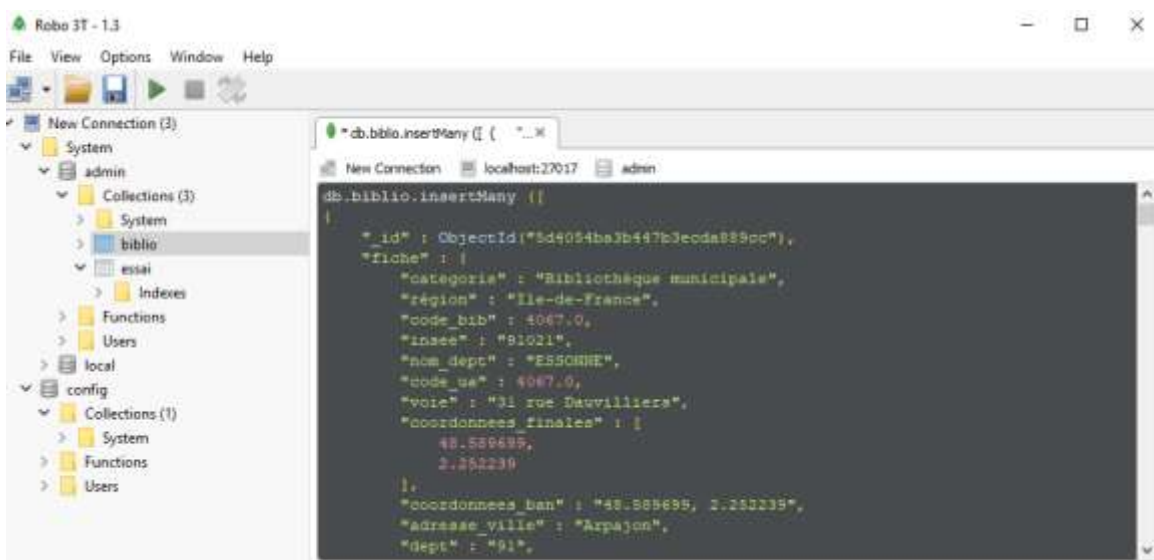 Robo 3T - 1.3
File View Options Window Help
New Connection (3)
System
admin
Collections (3)
System
biblio
essai
Indexes
Functions
Users
local
config
Collections (1)
System
Functions
Users
* db.biblio.insertMany ([ { "...
New Connection localhost:27017 admin
db.biblio.insertMany ([
{
"_id" : ObjectId("5d4054ba3b447b3ecda889cc"),
"fiche" : {
"categorie" : "Bibliothèque municipale",
"région" : "Ile-de-France",
"code_bib" : 4067.0,
"insee" : "91021",
"nom_dept" : "ESSONNE",
"code_ua" : 4067.0,
"voie" : "31 rue Dauvilliers",
"coordonnees_finales" : [
48.589699,
2.252239
],
"coordonnees_ban" : "48.589699, 2.252239",
"adresse_ville" : "Arpajon",
"dept" : "91",